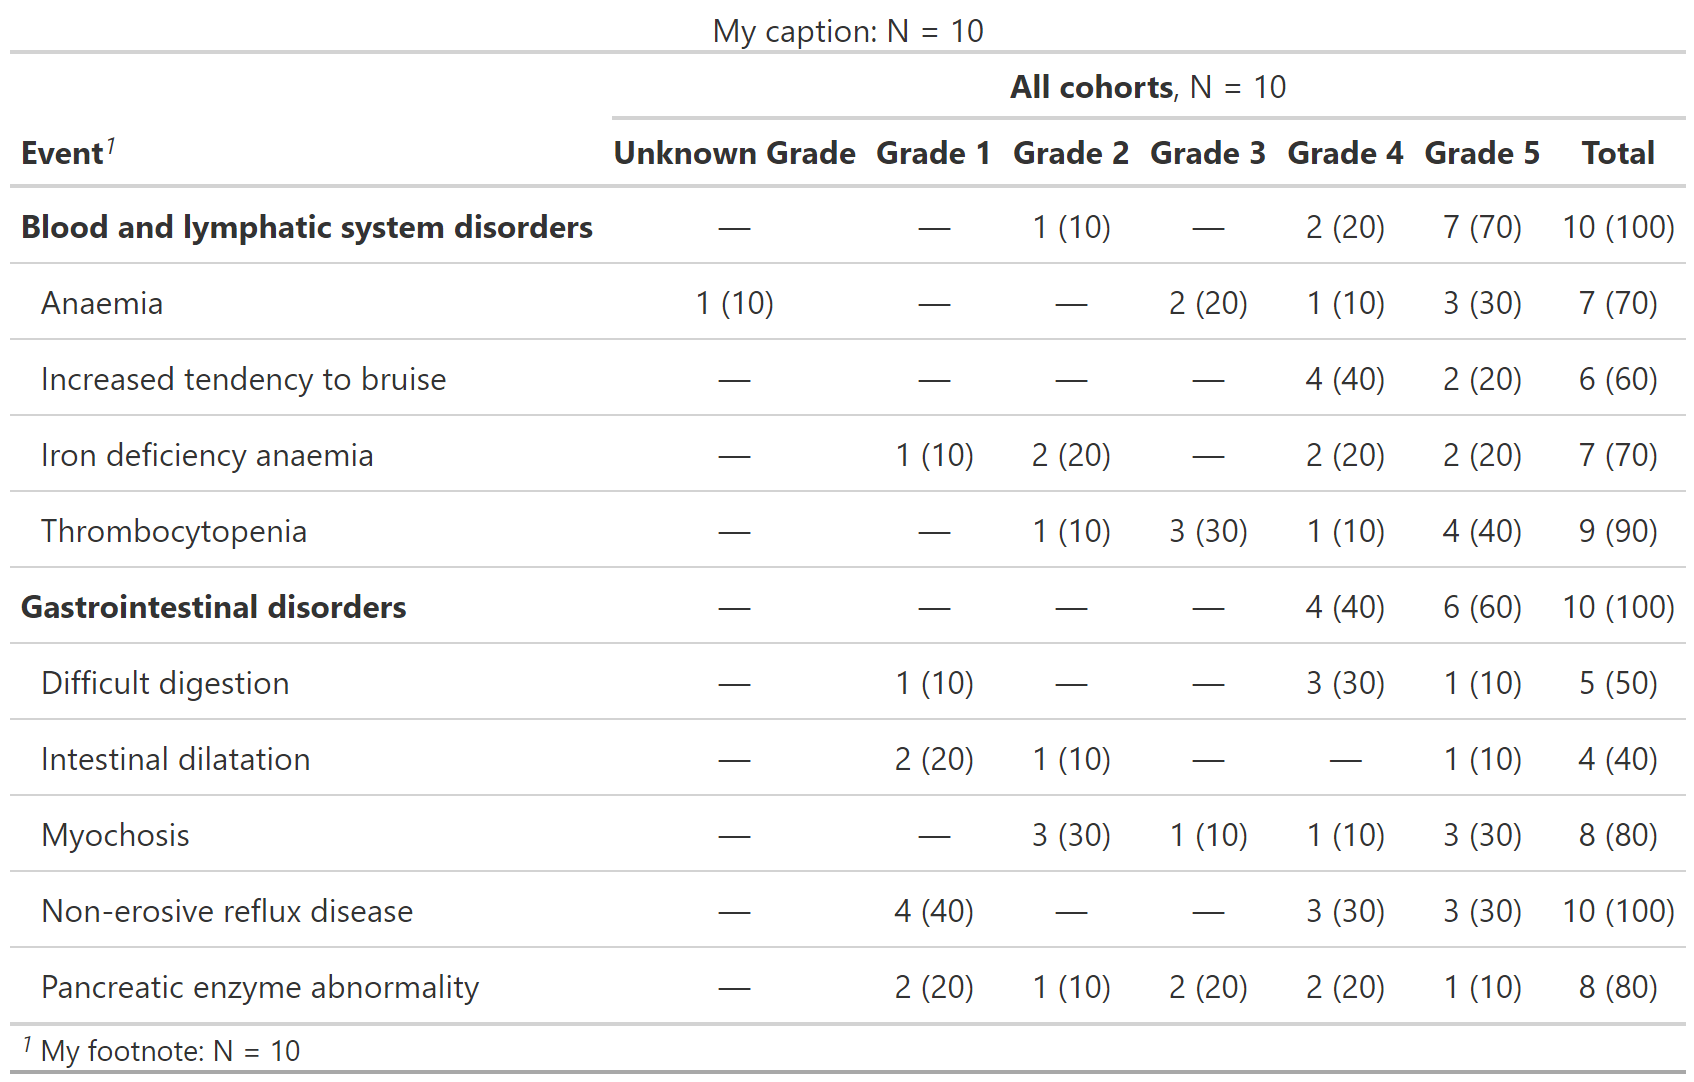 My caption: N = 10
All cohorts, N = 10
Event1 Unknown Grade Grade 1 Grade 2 Grade 3 Grade 4 Grade 5 Total
Blood and lymphatic system disorders — — 1 (10) — 2 (20) 7 (70) 10 (100)
Anaemia 1 (10) — — 2 (20) 1 (10) 3 (30) 7 (70)
Increased tendency to bruise — — — — 4 (40) 2 (20) 6 (60)
Iron deficiency anaemia — 1 (10) 2 (20) — 2 (20) 2 (20) 7 (70)
Thrombocytopenia — — 1 (10) 3 (30) 1 (10) 4 (40) 9 (90)
Gastrointestinal disorders — — — — 4 (40) 6 (60) 10 (100)
Difficult digestion — 1 (10) — — 3 (30) 1 (10) 5 (50)
Intestinal dilatation — 2 (20) 1 (10) — — 1 (10) 4 (40)
Myochosis — — 3 (30) 1 (10) 1 (10) 3 (30) 8 (80)
Non-erosive reflux disease — 4 (40) — — 3 (30) 3 (30) 10 (100)
Pancreatic enzyme abnormality — 2 (20) 1 (10) 2 (20) 2 (20) 1 (10) 8 (80)
1 My footnote: N = 10